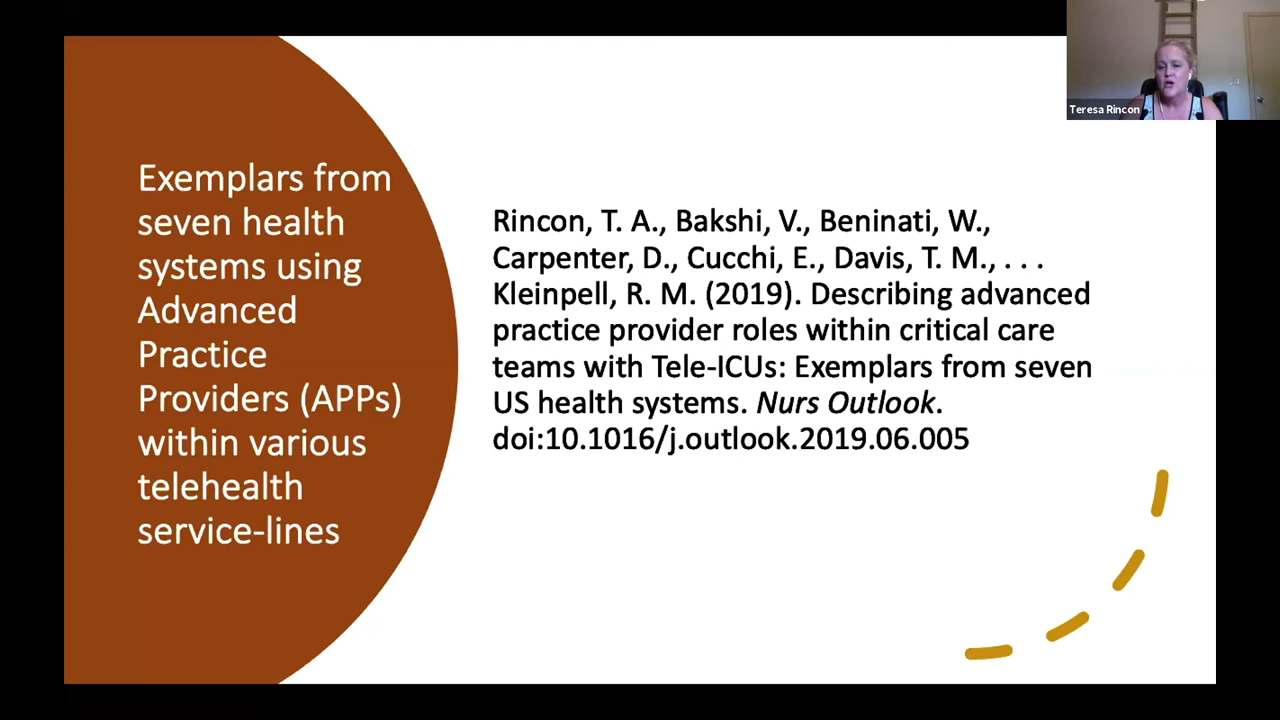 Exemplars from
seven health
systems using
Advanced
Practice
Providers (APPs)
within various
telehealth
service-lines
Rincon, T. A., Bakshi, V., Beninati, W.,
Carpenter, D., Cucchi, E., Davis, T. M., . . .
Kleinpell, R. M. (2019). Describing advanced
practice provider roles within critical care
teams with Tele-ICUs: Exemplars from seven
US health systems. Nurs Outlook.
doi:10.1016/j.outlook.2019.06.005
Teresa Rincon